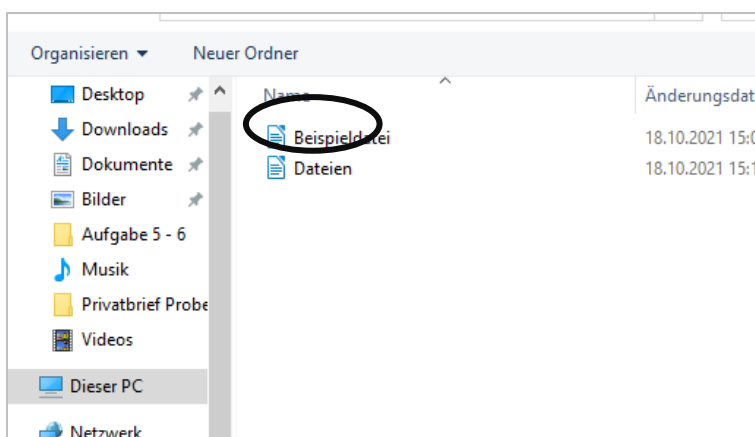 Organisieren Neuer Ordner
Desktop
Downloads
Dokumente
Bilder
Aufgabe 5 - 6
Musik
Privatbrief Probe
Videos
Dieser PC
Netzwerk
Name Änderungsdat
Beispieldatei 18.10.2021 15:0
Dateien 18.10.2021 15:1